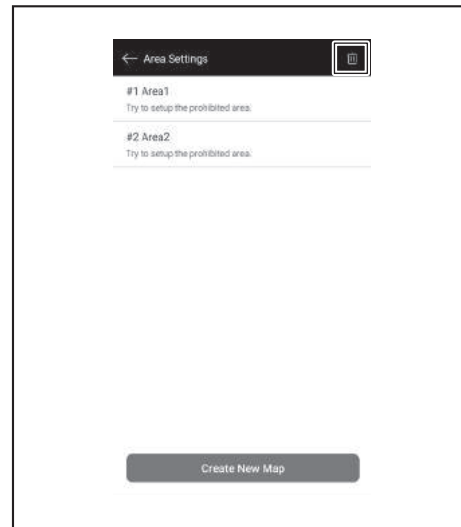 Area Settings
#1 Area1
Try to setup the prohibited area.
#2 Area2
Try to setup the prohibited area.
Create New Map